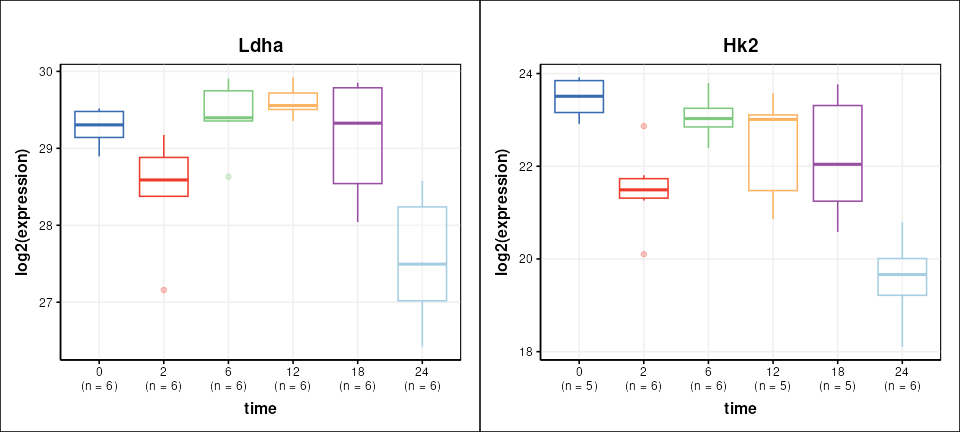 Ldha
log2(expression)
30
29
28
27
0 2 6 12 18 24
(n = 6) (n = 6) (n = 6) (n = 6) (n = 6) (n = 6)
time
Hk2
log2(expression)
24
22
20
18
0 2 6 12 18 24
(n = 5) (n = 6) (n = 6) (n = 5) (n = 5) (n = 6)
time